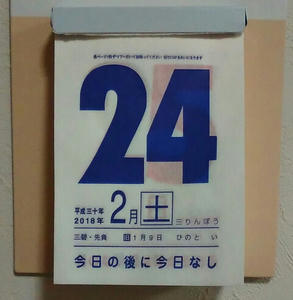 24
平成三十年
2018年 2月 土 三りんぼう
三碧・先負 旧1月9日 ひのと い
今日の後に今日なし